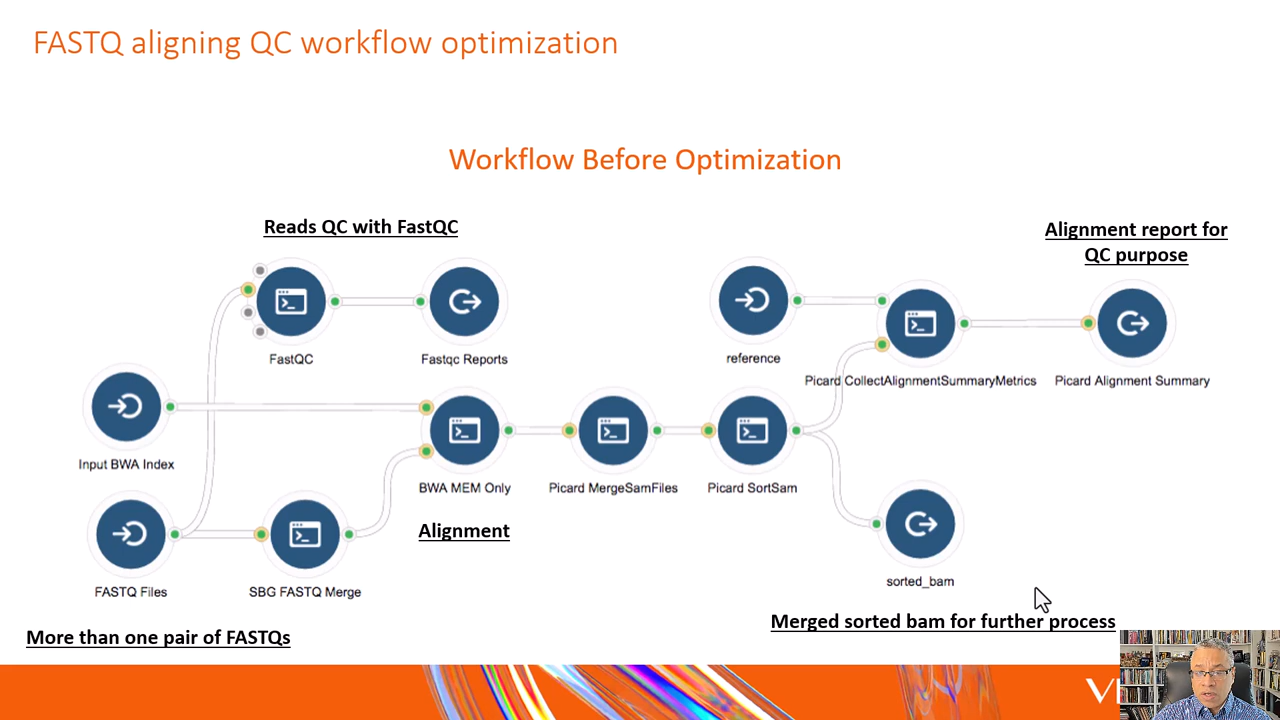 FASTQ aligning QC workflow optimization
Workflow Before Optimization
Reads QC with FastQC
Alignment report for
QC purpose
FastQC
Fastqc Reports
reference
Picard CollectAlignmentSummaryMetrics
Picard Alignment Summary
Input BWA Index
BWA MEM Only
Picard MergeSamFiles
Picard SortSam
Alignment
FASTQ Files
SBG FASTQ Merge
sorted_bam
Merged sorted bam for further process
More than one pair of FASTQs